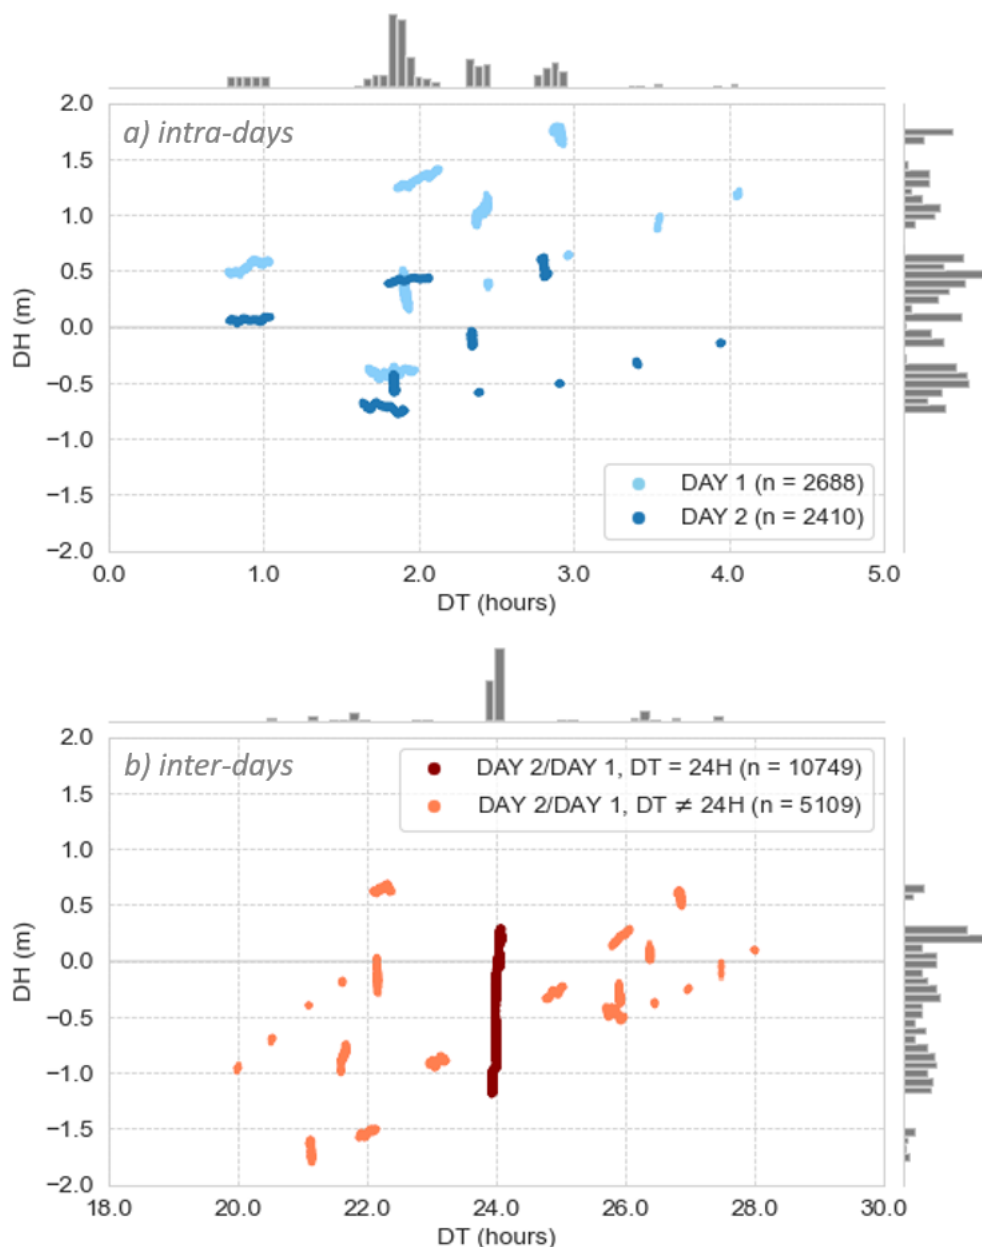 a) intra-days
2.0
1.5
1.0
0.5
0.0
−0.5
−1.0
−1.5
−2.0
DH (m)
DAY 1 (n = 2688)
DAY 2 (n = 2410)
0.0 1.0 2.0 3.0 4.0 5.0
DT (hours)
b) inter-days
2.0
1.5
1.0
0.5
0.0
−0.5
−1.0
−1.5
−2.0
DH (m)
DAY 2/DAY 1, DT = 24H (n = 10749)
DAY 2/DAY 1, DT ≠ 24H (n = 5109)
18.0 20.0 22.0 24.0 26.0 28.0 30.0
DT (hours)